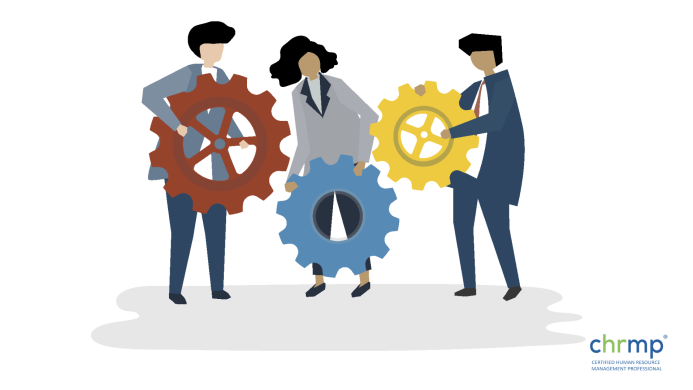 chrmp®
CERTIFIED HUMAN RESOURCE
MANAGEMENT PROFESSIONAL